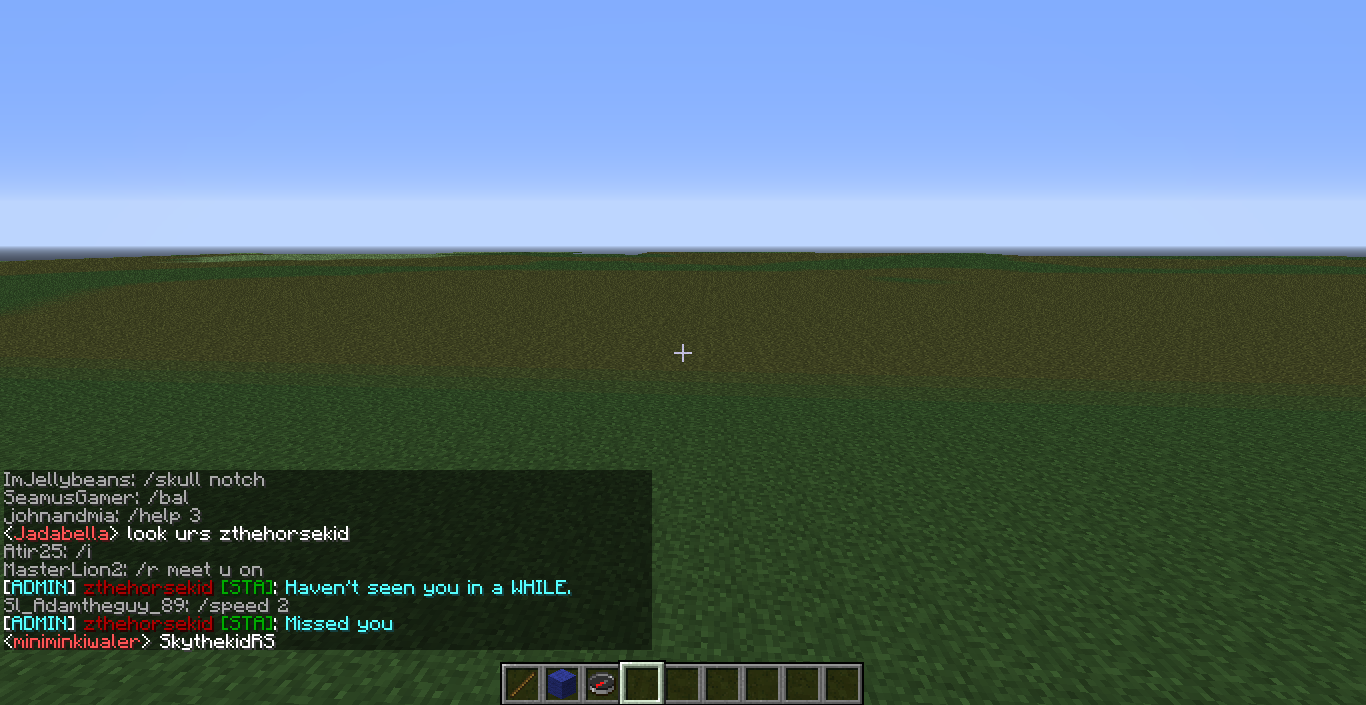 ImJellybeans: /skull notch
SeamusGamer: /bal
johnandmia: /help 3
<Jadabella> look urs zthehorsekid
Atir25: /i
MasterLion2: /r meet u on
[ADMIN] zthehorsekid [STA]: Haven't seen you in a WHILE.
Sl_Adamtheguy_89: /speed 2
[ADMIN] zthehorsekid [STA]: Missed you
<miniminkiwaler> SkythekidRS